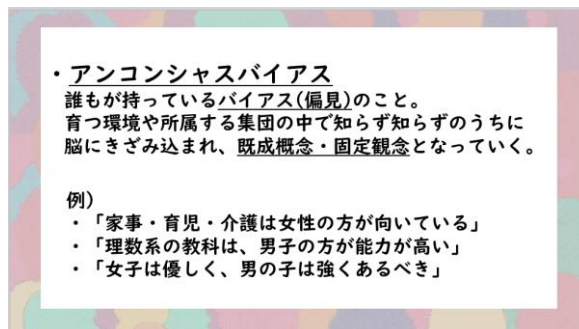 ・アンコンシャスバイアス
誰もが持っているバイアス(偏見)のこと。
育つ環境や所属する集団の中で知らず知らずのうちに
脳にきざみ込まれ、既成概念・固定観念となっていく。
例)
・「家事・育児・介護は女性の方が向いている」
・「理数系の教科は、男子の方が能力が高い」
・「女子は優しく、男の子は強くあるべき」